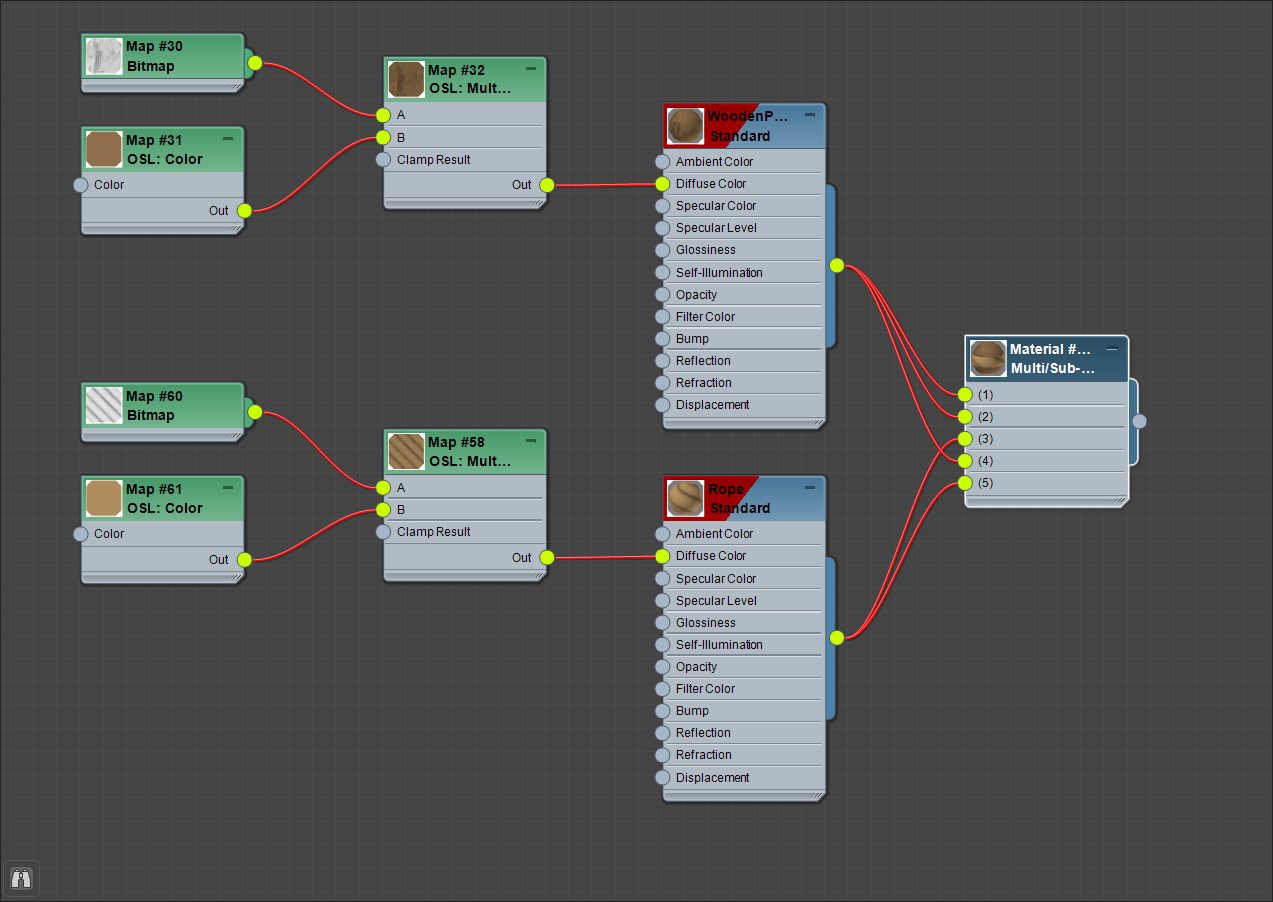 Map #30
Bitmap
Map #31
OSL: Color
Color
Out
Map #32
OSL: Mult...
A
B
Clamp Result
Out
WoodenP...
Standard
Ambient Color
Diffuse Color
Specular Color
Specular Level
Glossiness
Self-Illumination
Opacity
Filter Color
Bump
Reflection
Refraction
Displacement
Map #60
Bitmap
Map #61
OSL: Color
Color
Out
Map #58
OSL: Mult...
A
B
Clamp Result
Out
Rope
Standard
Ambient Color
Diffuse Color
Specular Color
Specular Level
Glossiness
Self-Illumination
Opacity
Filter Color
Bump
Reflection
Refraction
Displacement
Material #...
Multi/Sub-...
(1)
(2)
(3)
(4)
(5)